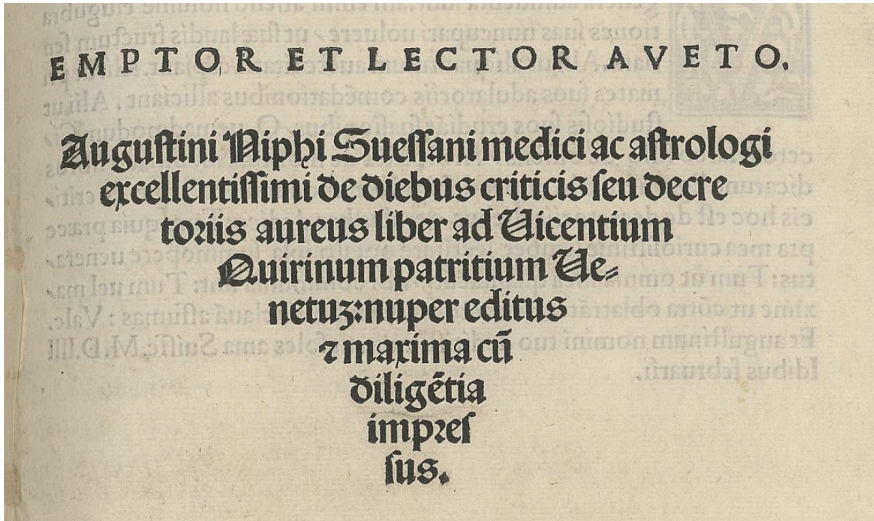 EMPTOR ET LECTOR AVETO.
Auguſtini Niphi Sueſſani medici ac aſtrologi
excellentiſſimi de diebus criticis ſeu decre
toriis aureus liber ad Vicentium
Quirinum patritium Ve⸗
netuꝫ:nuper editus
⁊ maxima cū
diligētia
impreſ
ſus.